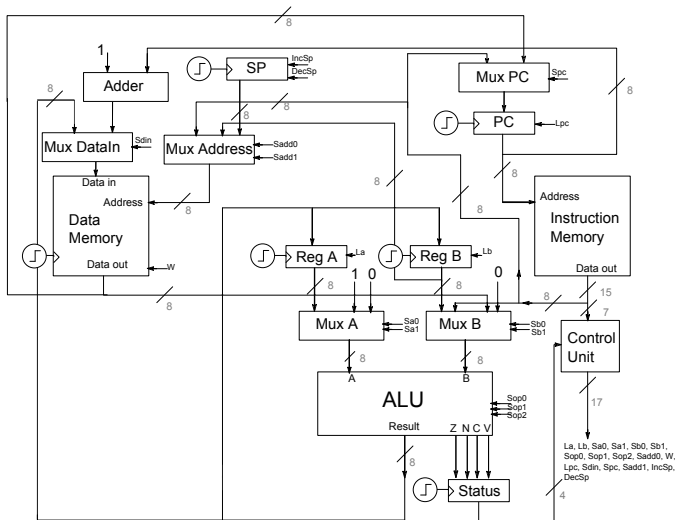 8
1
IncSp
SP
DecSp
8
Mux PC
Spc
8
Adder
8
8
PC
Lpc
Mux DataIn
Sdin
Mux Address
Sadd0
Sadd1
8
Data in
Address
8
8
8
Address
Data
Memory
Instruction
Memory
Data out
W
La
Reg A
Lb
Reg B
Data out
8
8
1
0
8
0
8
15
7
Mux A
Sa0
Sa1
Mux B
Sb0
Sb1
Control
Unit
8
8
A
B
17
ALU
Sop0
Sop1
Sop2
Result
Z N C V
8
La, Lb, Sa0, Sa1, Sb0, Sb1,
Sop0, Sop1, Sop2, Sadd0, W,
Lpc, Sdin, Spc, Sadd1, IncSp,
DecSp
Status
4